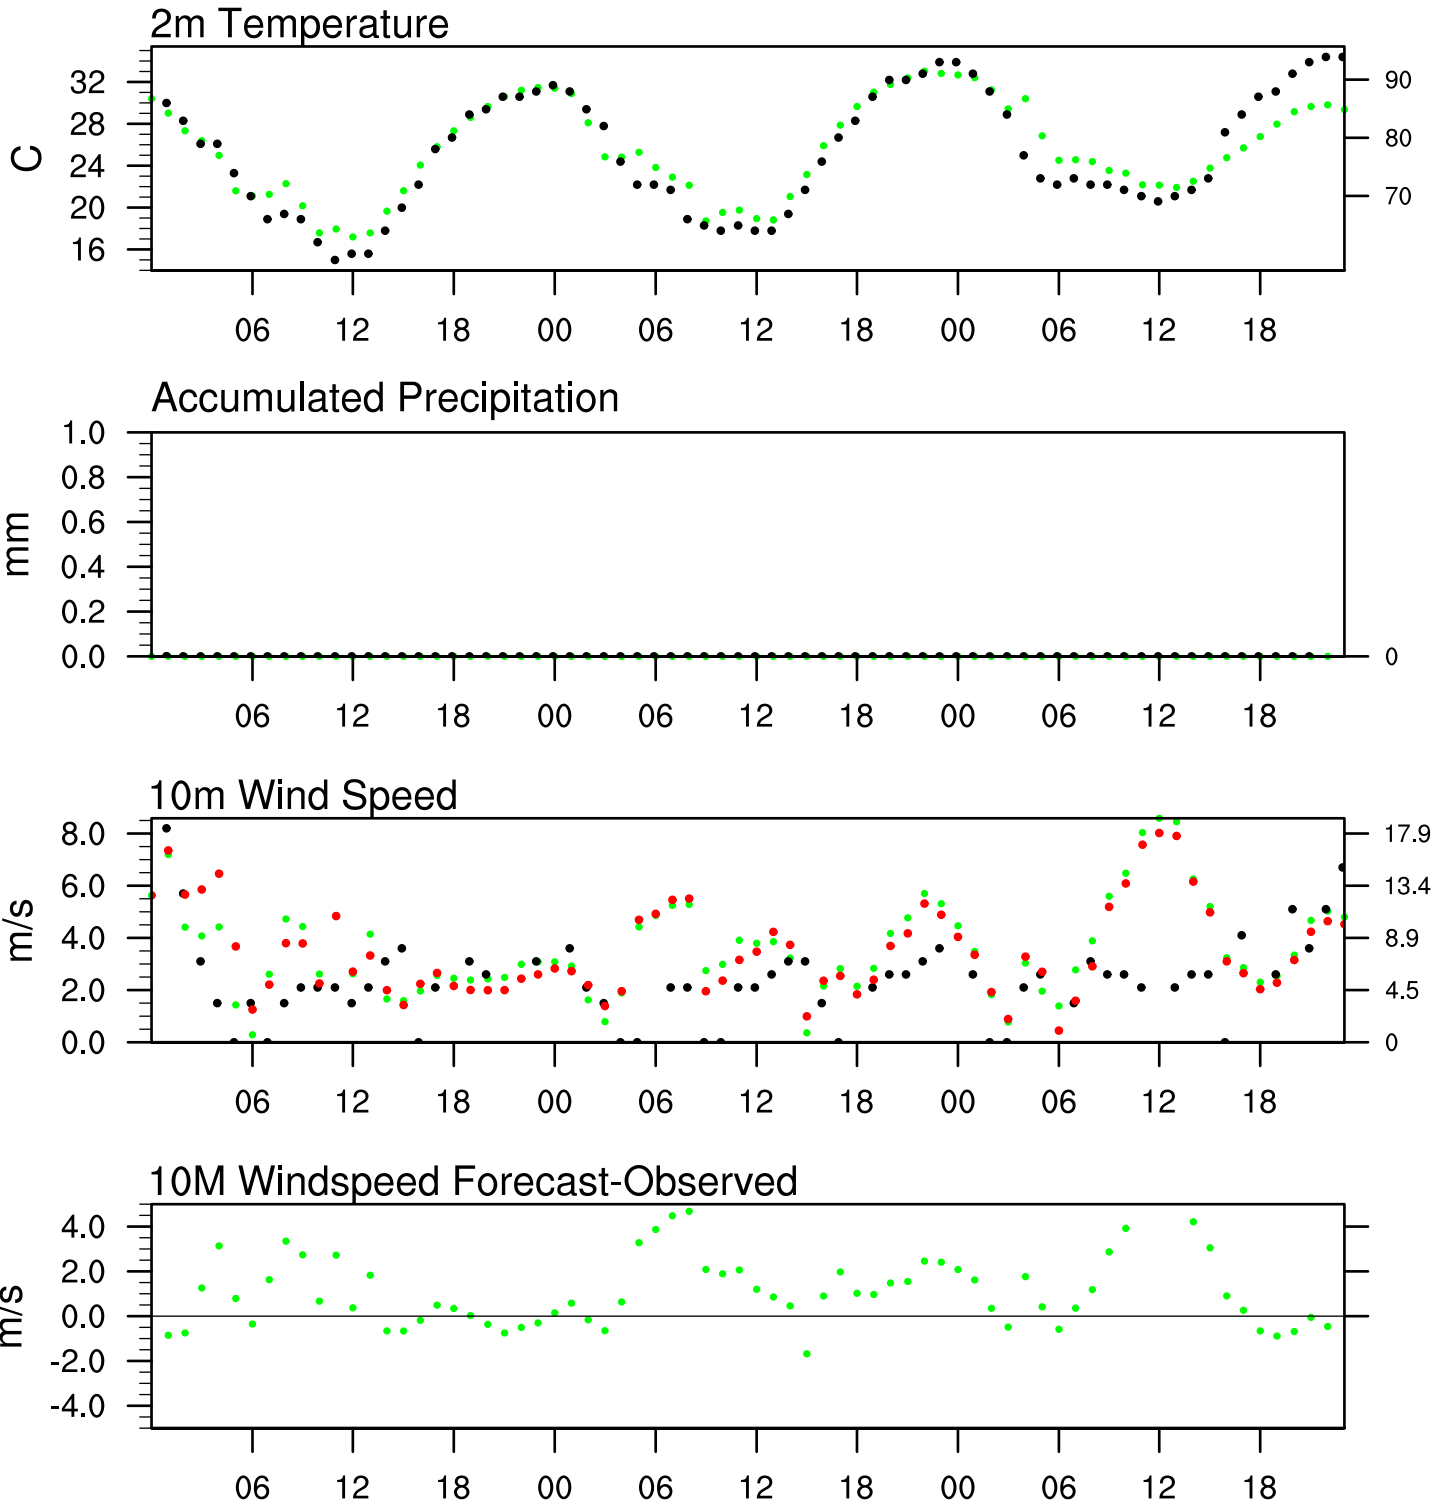 2m Temperature
C
32
28
24
20
16
90
80
70
06 12 18 00 06 12 18 00 06 12 18
Accumulated Precipitation
mm
1.0
0.8
0.6
0.4
0.2
0.0
0
06 12 18 00 06 12 18 00 06 12 18
10m Wind Speed
m/s
8.0
6.0
4.0
2.0
0.0
17.9
13.4
8.9
4.5
0
06 12 18 00 06 12 18 00 06 12 18
10M Windspeed Forecast-Observed
m/s
4.0
2.0
0.0
-2.0
-4.0
06 12 18 00 06 12 18 00 06 12 18